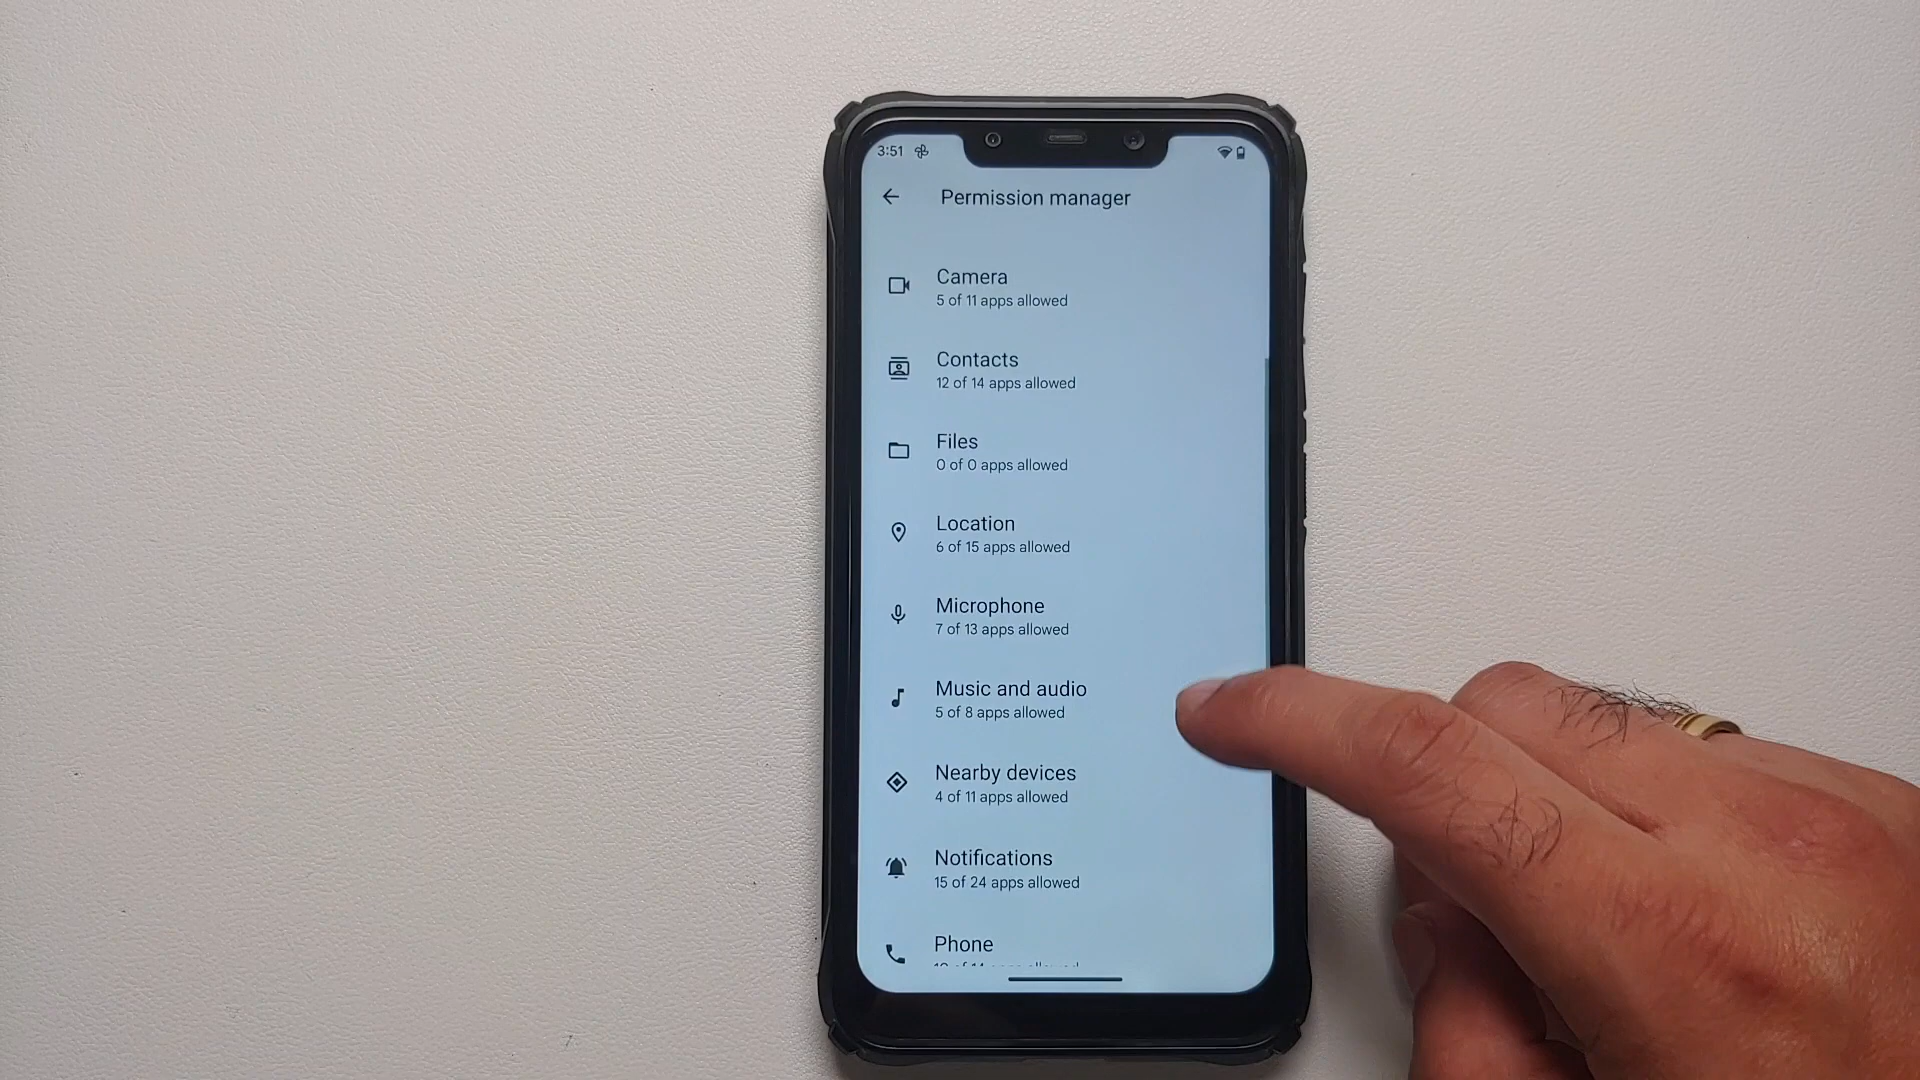 3:51
Permission manager
Camera
5 of 11 apps allowed
Contacts
12 of 14 apps allowed
Files
0 of 0 apps allowed
Location
6 of 15 apps allowed
Microphone
7 of 13 apps allowed
Music and audio
5 of 8 apps allowed
Nearby devices
4 of 11 apps allowed
Notifications
15 of 24 apps allowed
Phone